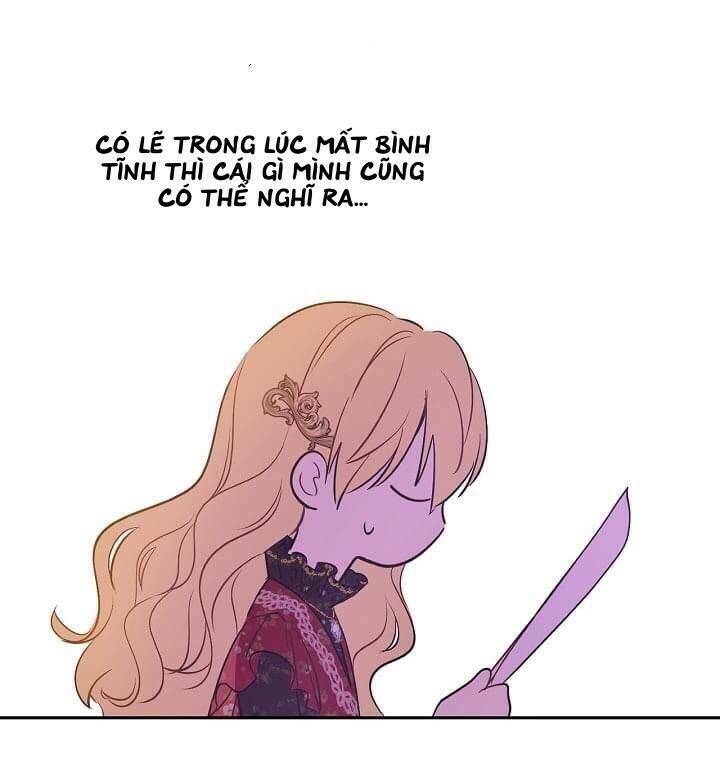 CÓ LẼ TRONG LÚC MẤT BÌNH
TĨNH THÌ CÁI GÌ MÌNH CŨNG
CÓ THỂ NGHĨ RA...